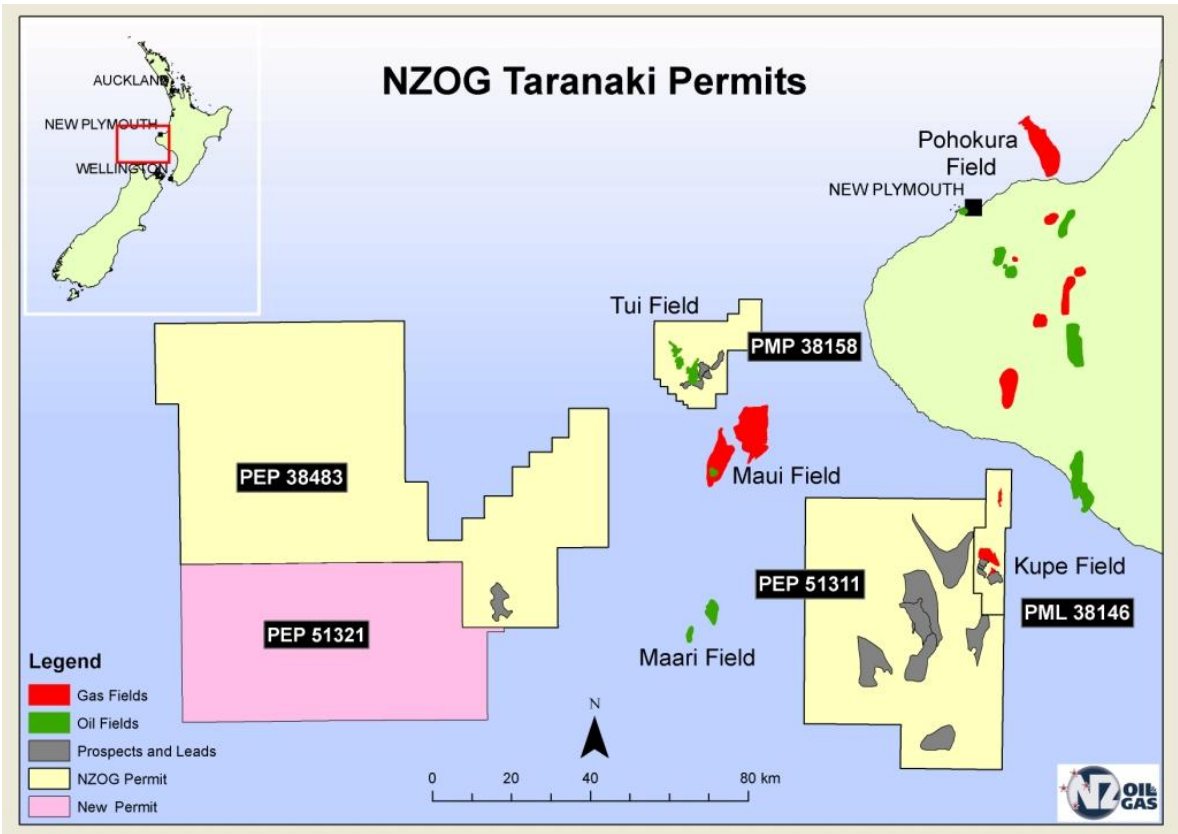 NZOG Taranaki Permits
AUCKLAND
NEW PLYMOUTH
WELLINGTON
Pohokura
Field
NEW PLYMOUTH
Tui Field
PMP 38158
PEP 38483
Maui Field
PEP 51311
Kupe Field
PML 38146
PEP 51321
Maari Field
Legend
Gas Fields
Oil Fields
Prospects and Leads
NZOG Permit
New Permit
N
0 20 40 80 km
NZ OIL &
GAS